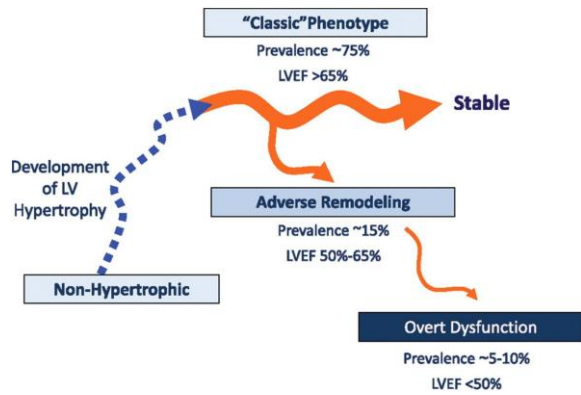 “Classic”Phenotype
Prevalence ~75%
LVEF >65%
Stable
Development
of LV
Hypertrophy
Adverse Remodeling
Prevalence ~15%
LVEF 50%-65%
Non-Hypertrophic
Overt Dysfunction
Prevalence ~5-10%
LVEF <50%